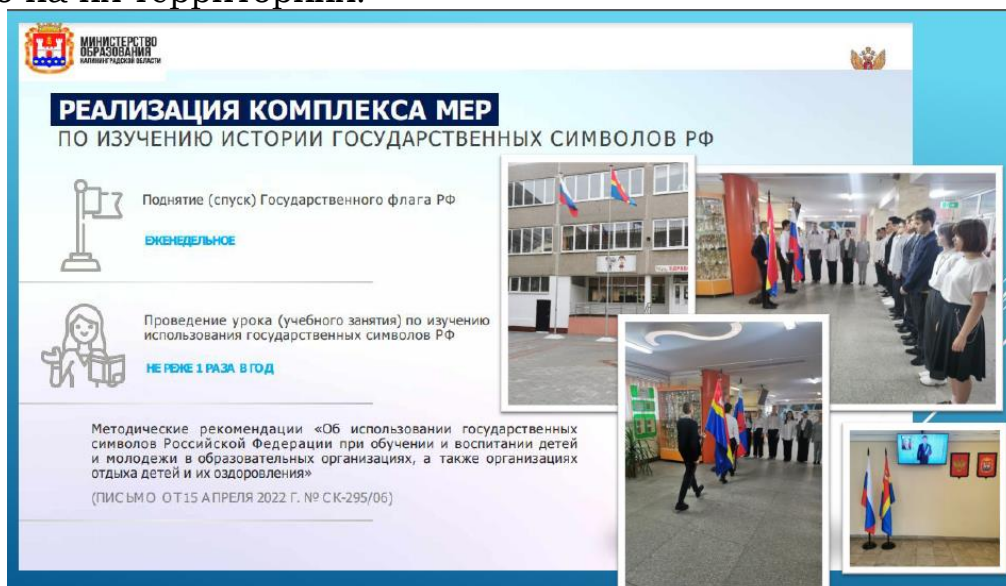 о на их территории.
МИНИСТЕРСТВО
ОБРАЗОВАНИЯ
КАЛИНИНГРАДСКОЙ ОБЛАСТИ
РЕАЛИЗАЦИЯ КОМПЛЕКСА МЕР
ПО ИЗУЧЕНИЮ ИСТОРИИ ГОСУДАРСТВЕННЫХ СИМВОЛОВ РФ
Поднятие (спуск) Государственного флага РФ
ЕЖЕНЕДЕЛЬНОЕ
Проведение урока (учебного занятия) по изучению
использования государственных символов РФ
НЕ РЕЖЕ 1 РАЗА В ГОД
Методические рекомендации «Об использовании государственных
символов Российской Федерации при обучении и воспитании детей
и молодежи в образовательных организациях, а также организациях
отдыха детей и их оздоровления»
(ПИСЬМО ОТ 15 АПРЕЛЯ 2022 Г. № СК-295/06)